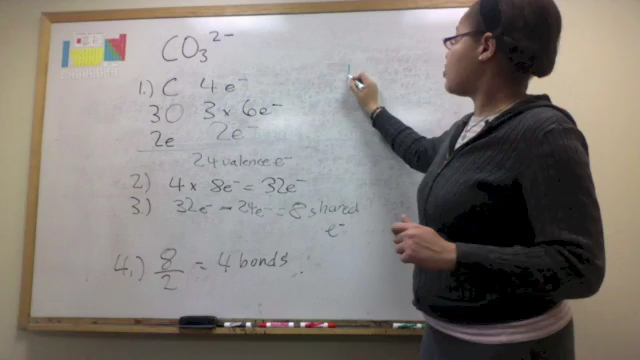 CO₃²⁻
1.) C 4e⁻
3O 3 × 6e⁻
2e 2e⁻
24 valence e⁻
2) 4 × 8e⁻ = 32e⁻
3.) 32e⁻ - 24e⁻ = 8 shared
e⁻
4.) 8/2 = 4 bonds